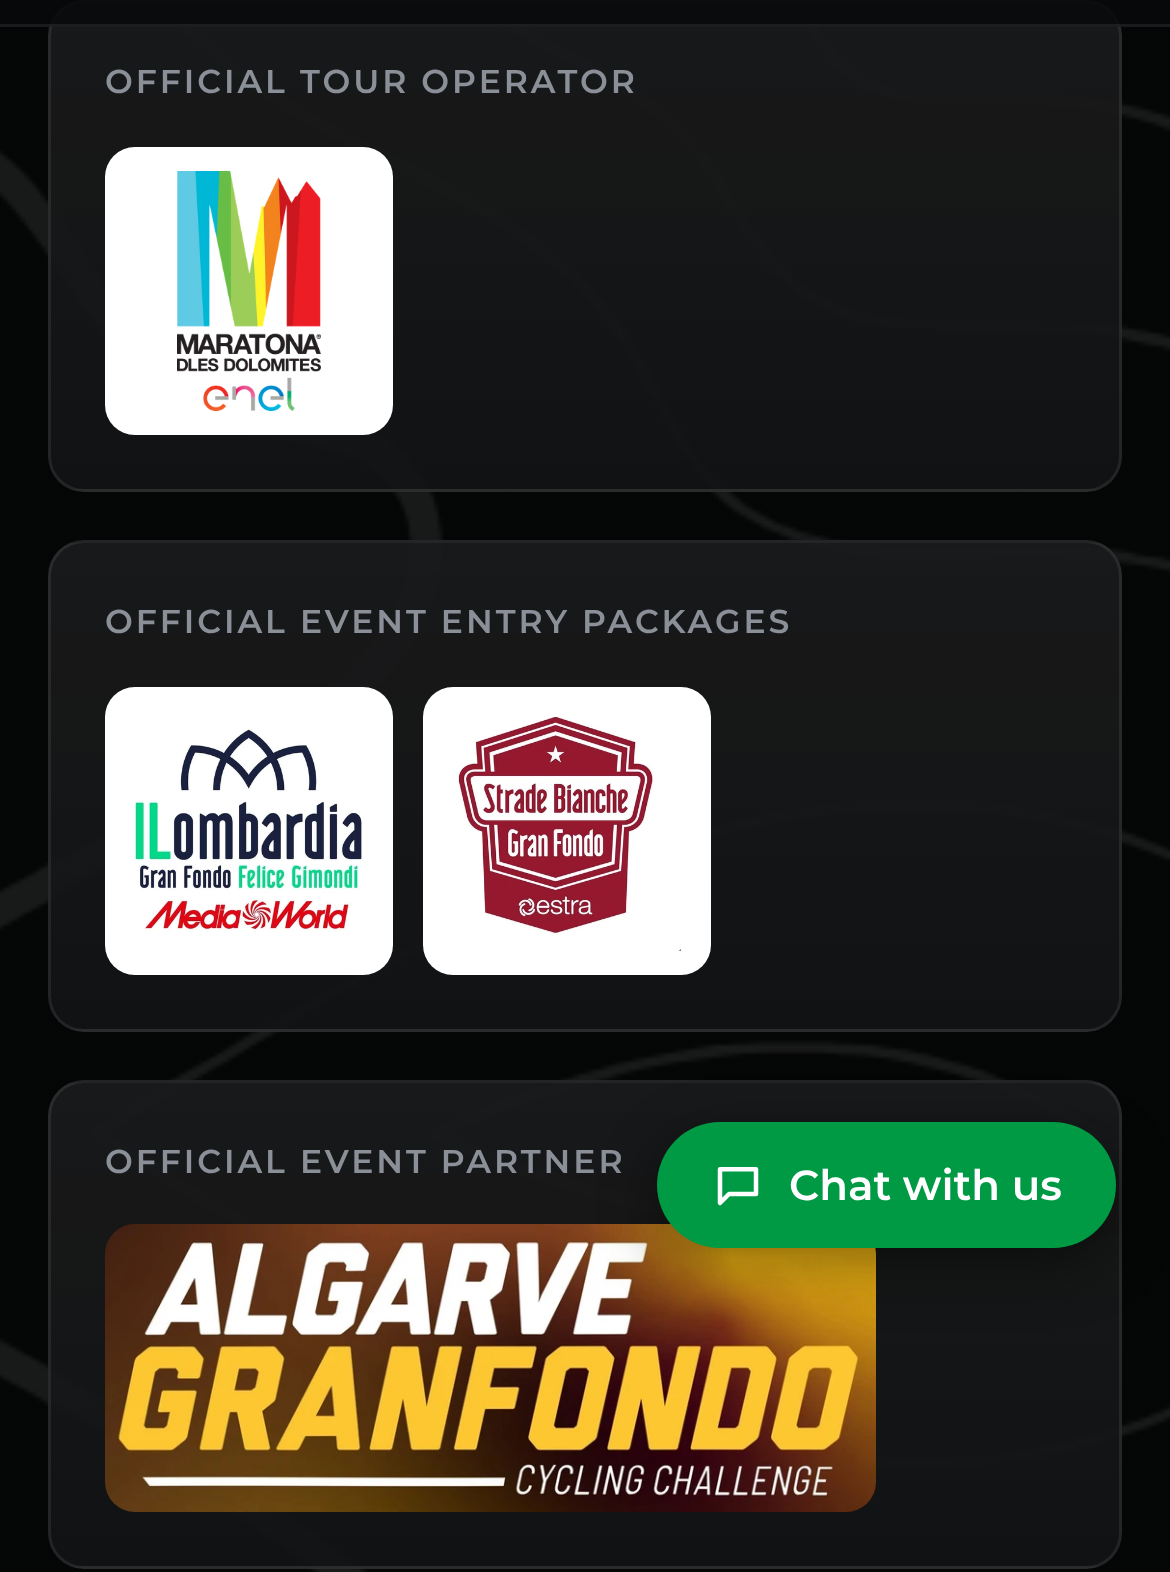 OFFICIAL TOUR OPERATOR
MARATONA®
DLES DOLOMITES
enel
OFFICIAL EVENT ENTRY PACKAGES
ILombardia
Gran Fondo Felice Gimondi
MediaWorld
Strade Bianche
Gran Fondo
estra
OFFICIAL EVENT PARTNER
Chat with us
ALGARVE
GRANFONDO
CYCLING CHALLENGE